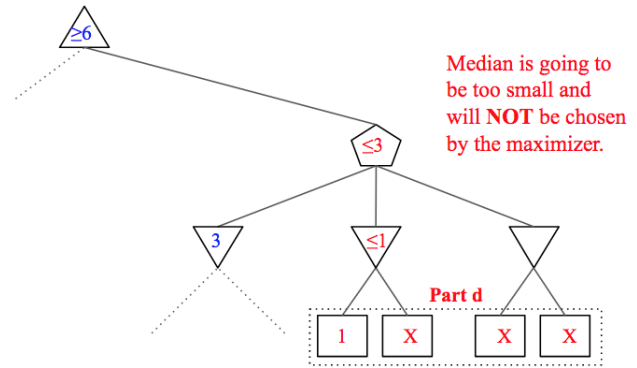 ≥6
Median is going to
be too small and
will NOT be chosen
by the maximizer.
≤3
3
≤1
Part d
1 X X X